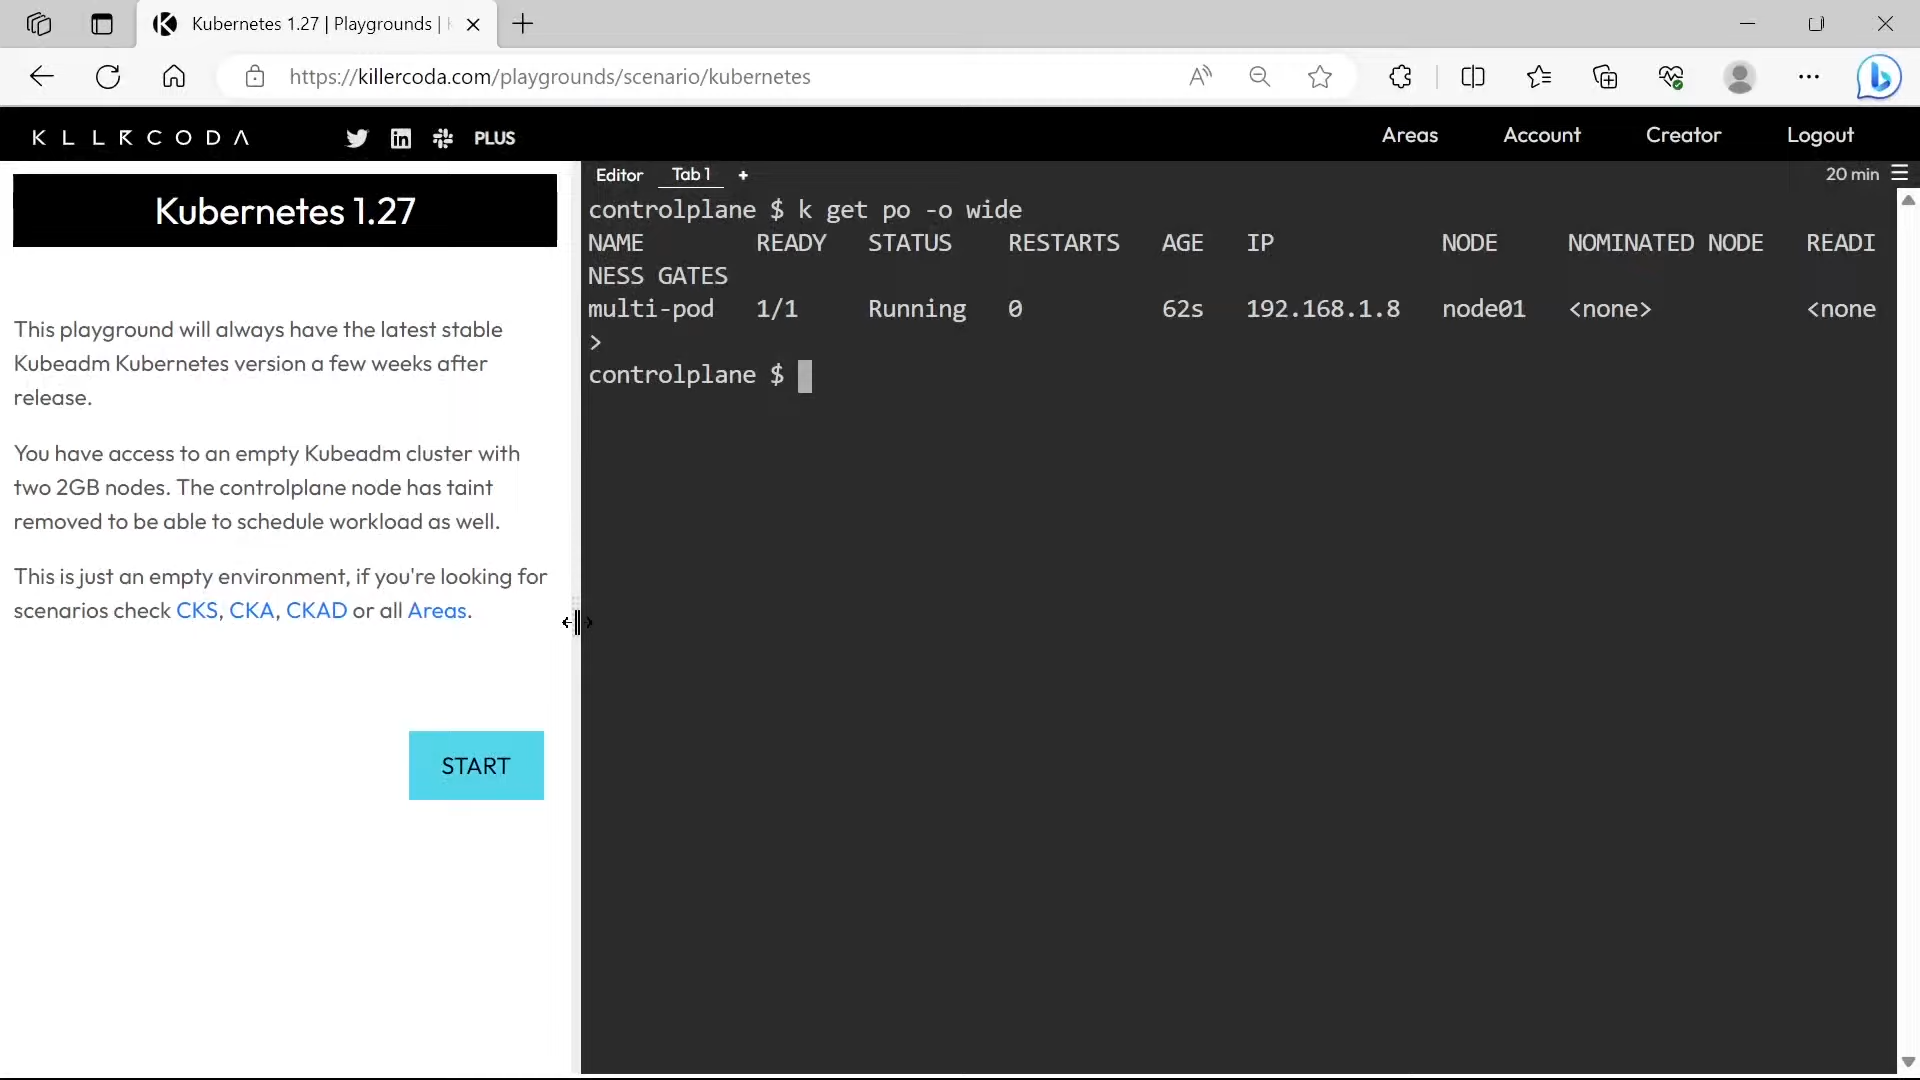 Kubernetes 1.27 | Playgrounds |
https://killercoda.com/playgrounds/scenario/kubernetes
KLLRCODA
PLUS
Areas
Account
Creator
Logout
Kubernetes 1.27
This playground will always have the latest stable
Kubeadm Kubernetes version a few weeks after
release.
You have access to an empty Kubeadm cluster with
two 2GB nodes. The controlplane node has taint
removed to be able to schedule workload as well.
This is just an empty environment, if you're looking for
scenarios check CKS, CKA, CKAD or all Areas.
START
Editor Tab 1 +
20 min
controlplane $ k get po -o wide
NAME READY STATUS RESTARTS AGE IP NODE NOMINATED NODE READI
NESS GATES
multi-pod 1/1 Running 0 62s 192.168.1.8 node01 <none> <none
>
controlplane $